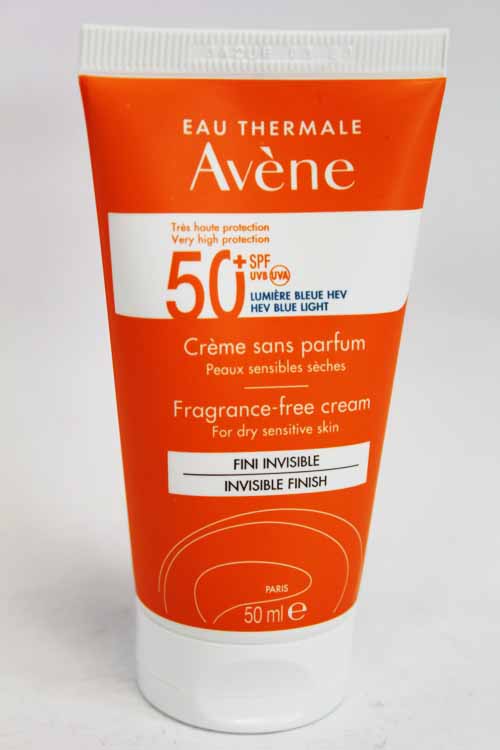 EAU THERMALE
Avène
Très haute protection
Very high protection
50+ SPF
UVB UVA
LUMIÈRE BLEUE HEV
HEV BLUE LIGHT
Crème sans parfum
Peaux sensibles sèches
Fragrance-free cream
For dry sensitive skin
FINI INVISIBLE
INVISIBLE FINISH
PARIS
50 ml e